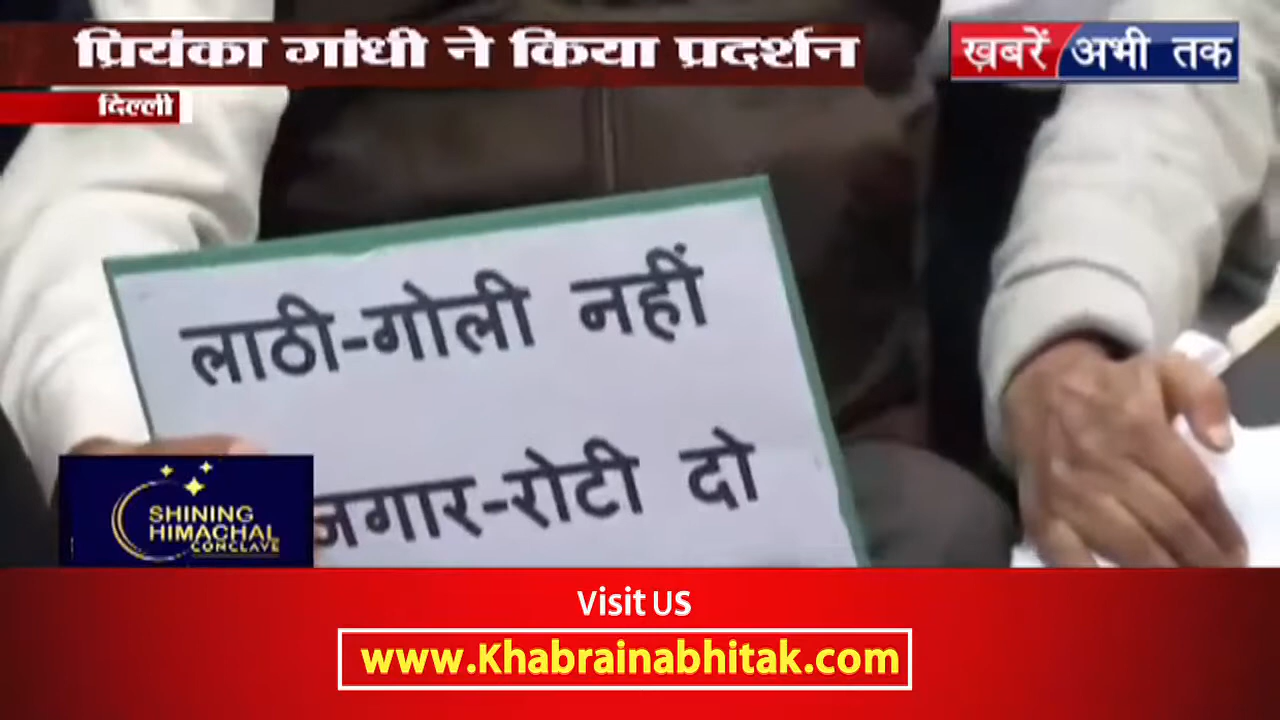 प्रियंका गांधी ने किया प्रदर्शन
ख़बरें अभी तक
दिल्ली
लाठी-गोली नहीं
जगार-रोटी दो
SHINING
HIMACHAL
CONCLAVE
Visit US
www.Khabrainabhitak.com